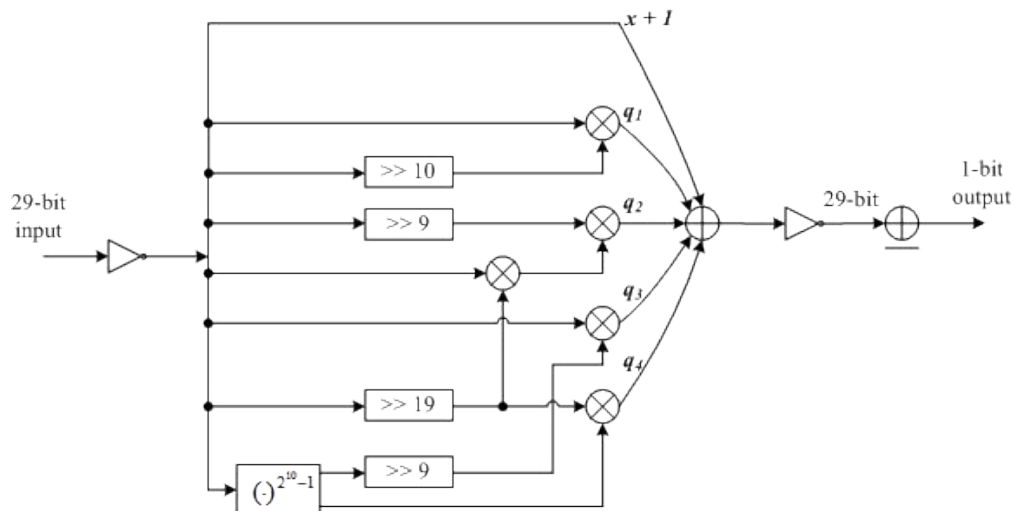 x + 1
q1
>> 10
29-bit
input
>> 9
q2
29-bit
1-bit
output
q3
q4
>> 19
>> 9
(·)^{2^{10}−1}